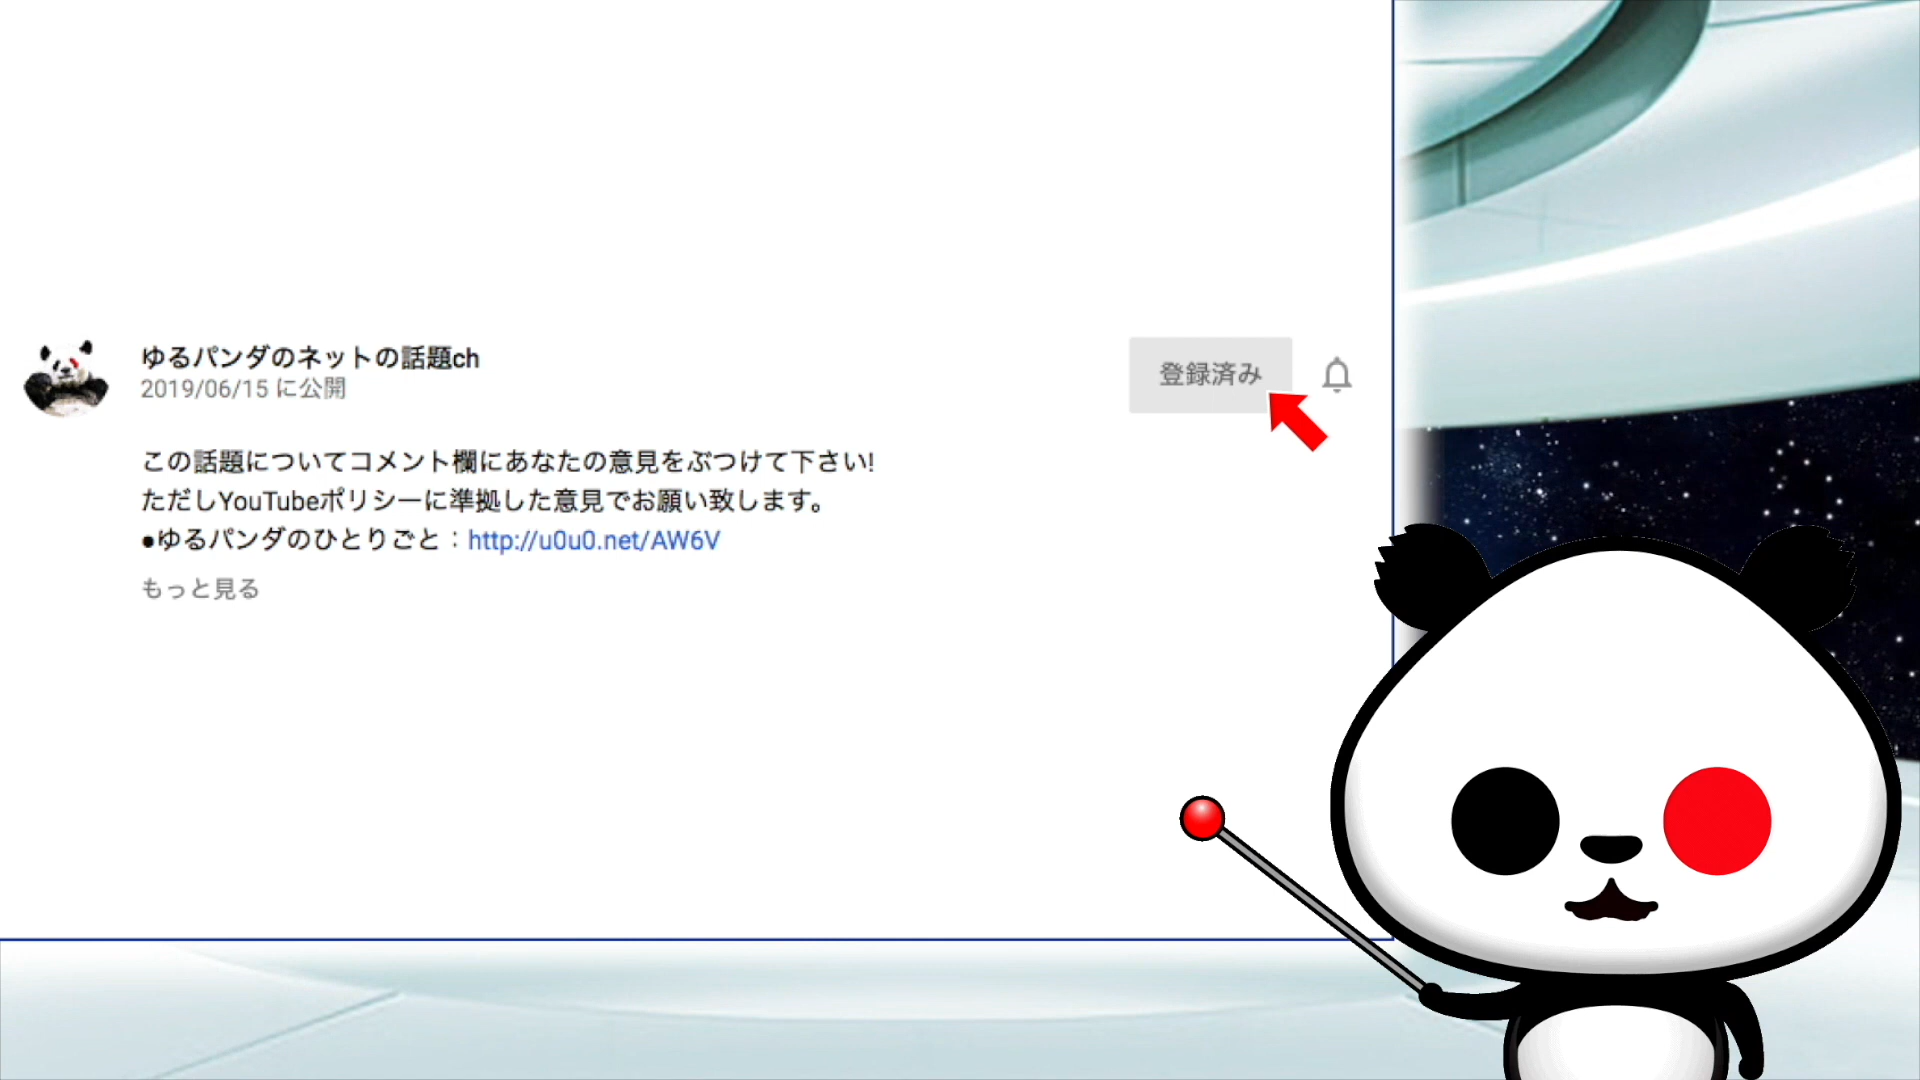 ゆるパンダのネットの話題ch
2019/06/15 に公開
登録済み
この話題についてコメント欄にあなたの意見をぶつけて下さい!
ただしYouTubeポリシーに準拠した意見でお願い致します。
●ゆるパンダのひとりごと：http://u0u0.net/AW6V
もっと見る